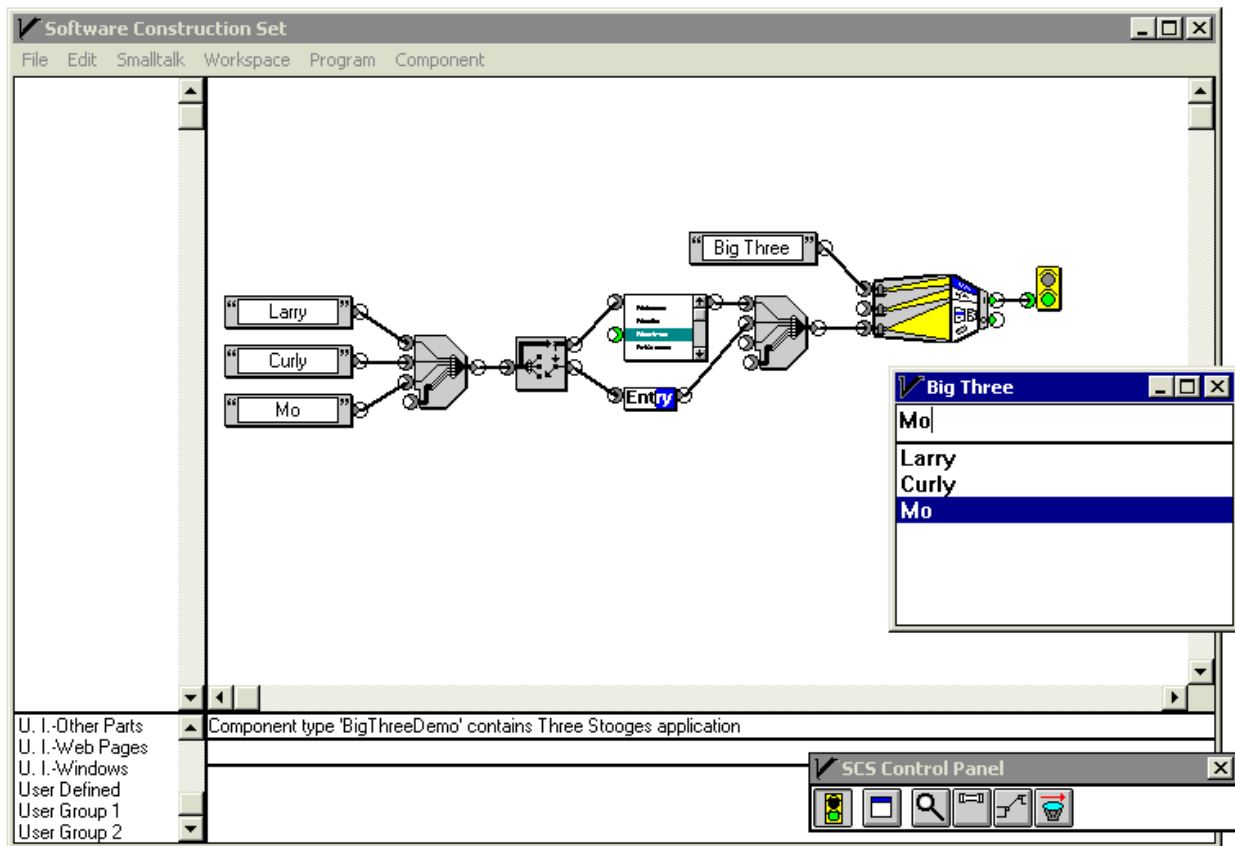 Software Construction Set
File Edit Smalltalk Workspace Program Component
“ Big Three ”
“ Larry ”
“ Curly ”
“ Mo ”
Entry
Big Three
Mo
Larry
Curly
Mo
U. I.-Other Parts
U. I.-Web Pages
U. I.-Windows
User Defined
User Group 1
User Group 2
Component type 'BigThreeDemo' contains Three Stooges application
SCS Control Panel